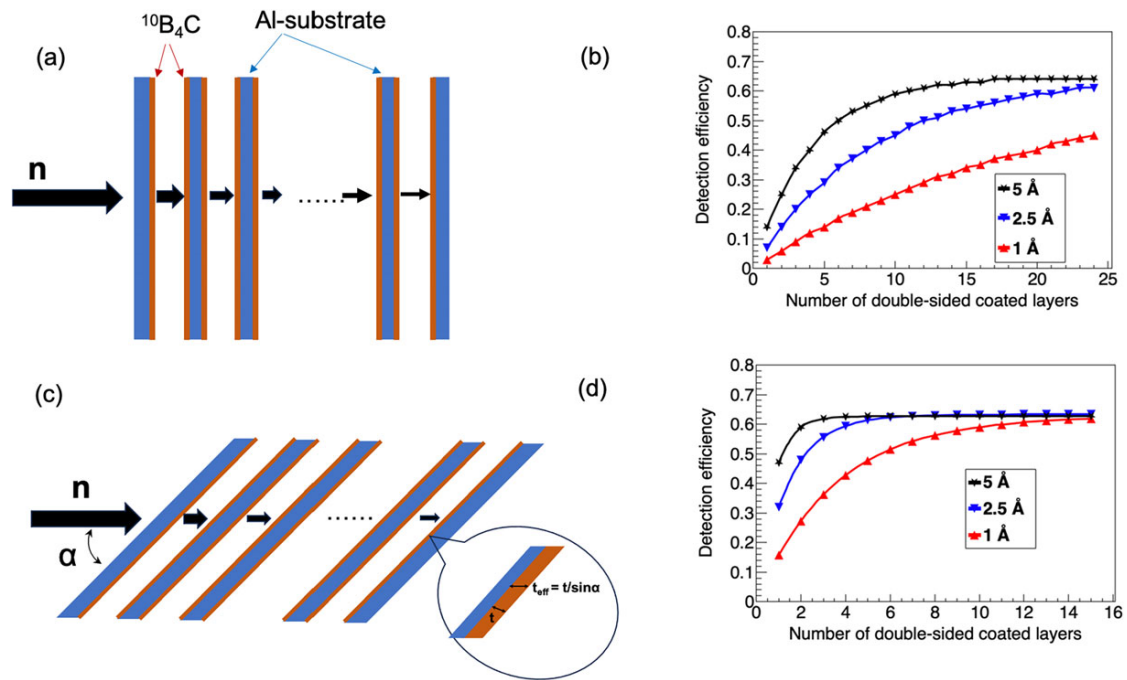 (a)
¹⁰B₄C
Al-substrate
n
......
(b)
Detection efficiency
0.8
0.7
0.6
0.5
0.4
0.3
0.2
0.1
0
5 Å
2.5 Å
1 Å
0 5 10 15 20 25
Number of double-sided coated layers
(c)
n
α
......
t_eff = t/sinα
t
(d)
Detection efficiency
0.8
0.7
0.6
0.5
0.4
0.3
0.2
0.1
0
5 Å
2.5 Å
1 Å
0 2 4 6 8 10 12 14 16
Number of double-sided coated layers